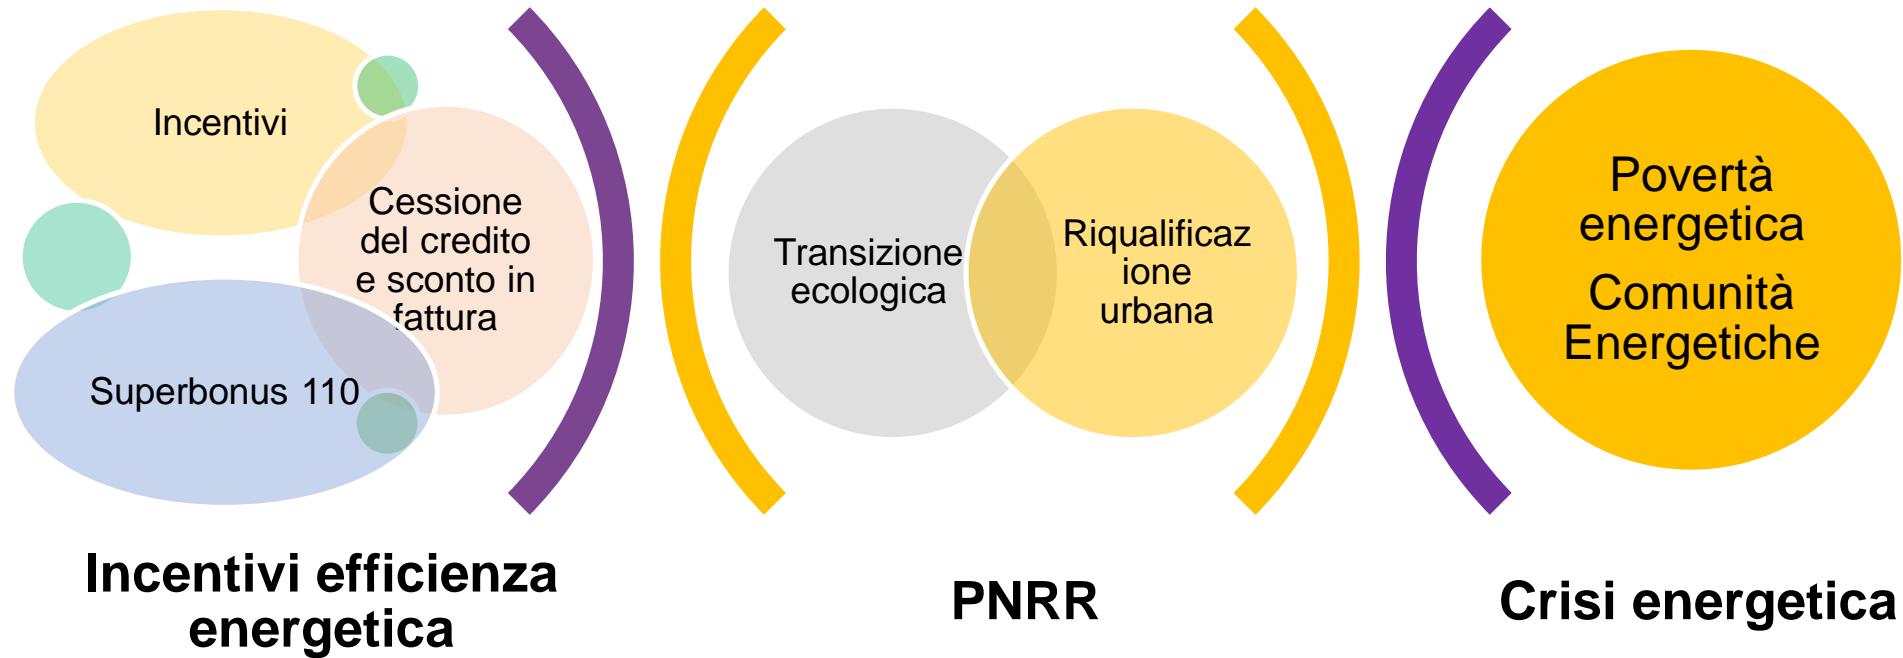 Incentivi
Cessione
del credito
e sconto in
fattura
Superbonus 110
Incentivi efficienza
energetica
Transizione
ecologica
Riqualificaz
ione
urbana
PNRR
Povertà
energetica
Comunità
Energetiche
Crisi energetica